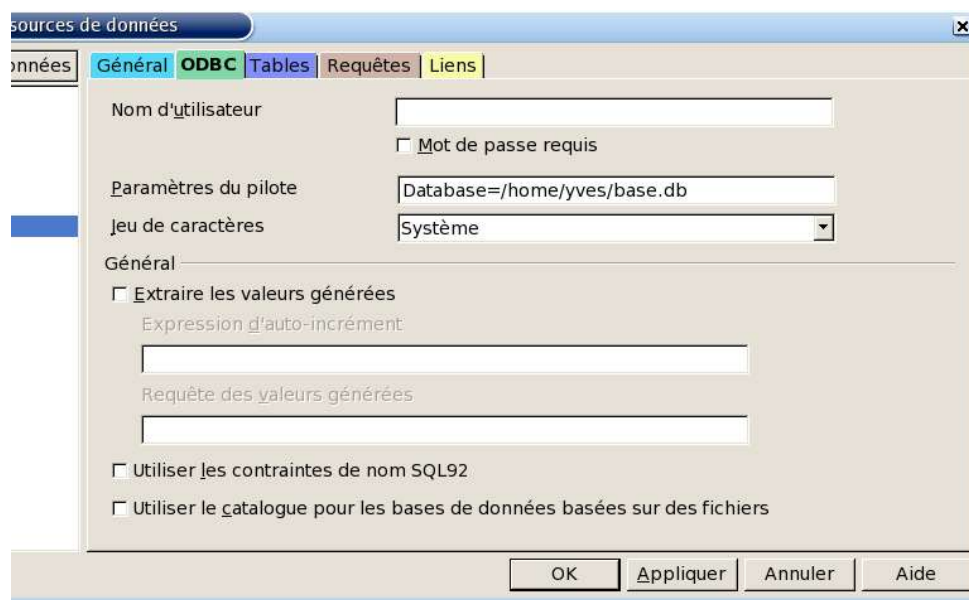 sources de données
onnées Général ODBC Tables Requêtes Liens
Nom d'utilisateur
Mot de passe requis
Paramètres du pilote Database=/home/yves/base.db
Jeu de caractères Système
Général
Extraire les valeurs générées
Expression d'auto-incrément
Requête des valeurs générées
Utiliser les contraintes de nom SQL92
Utiliser le catalogue pour les bases de données basées sur des fichiers
OK Appliquer Annuler Aide